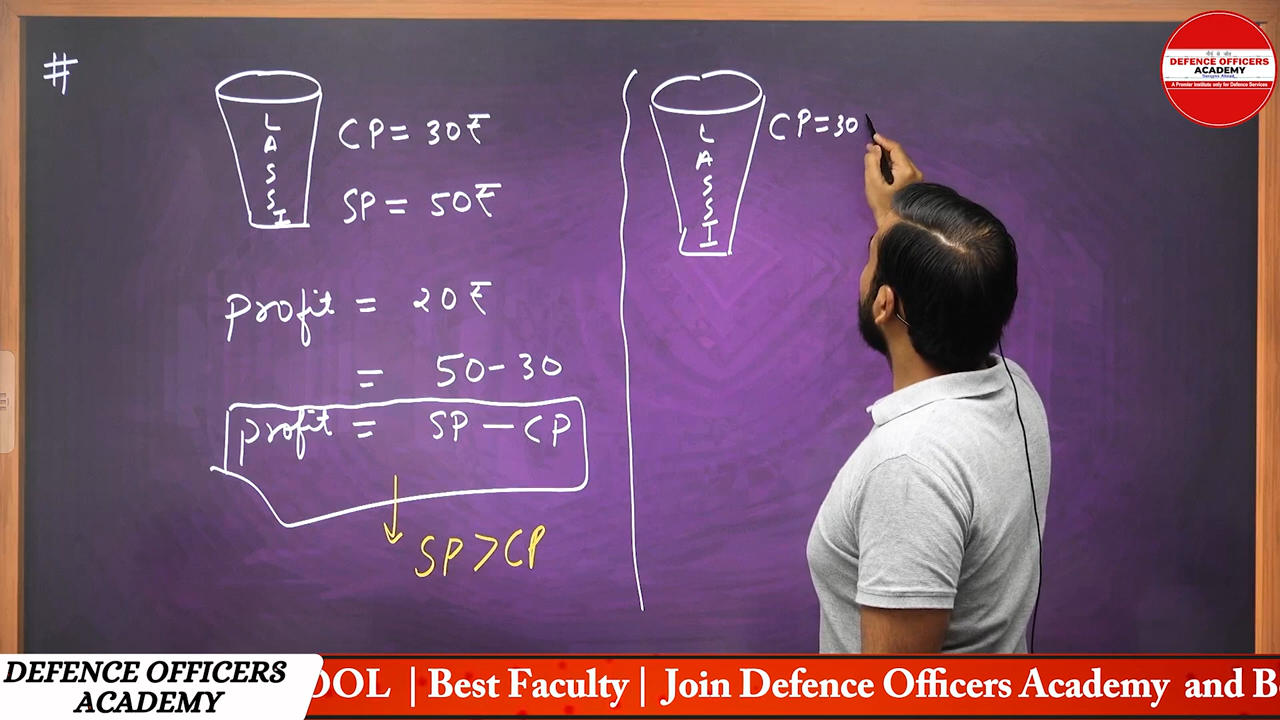 #
LASSI
CP = 30₹
SP = 50₹
Profit = 20₹
= 50 - 30
Profit = SP - CP
SP > CP
LASSI
CP = 30
DEFENCE OFFICERS
ACADEMY
A Premier Institute only for Defence Services
DEFENCE OFFICERS
ACADEMY
OOL | Best Faculty | Join Defence Officers Academy and B